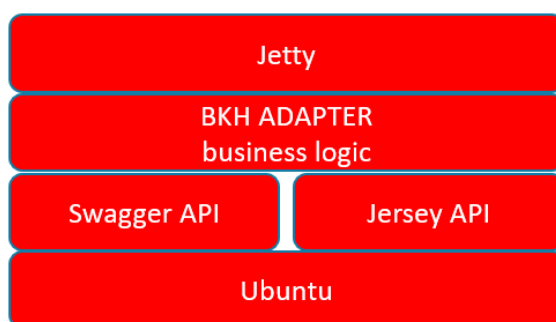 Jetty
BKH ADAPTER
business logic
Swagger API
Jersey API
Ubuntu